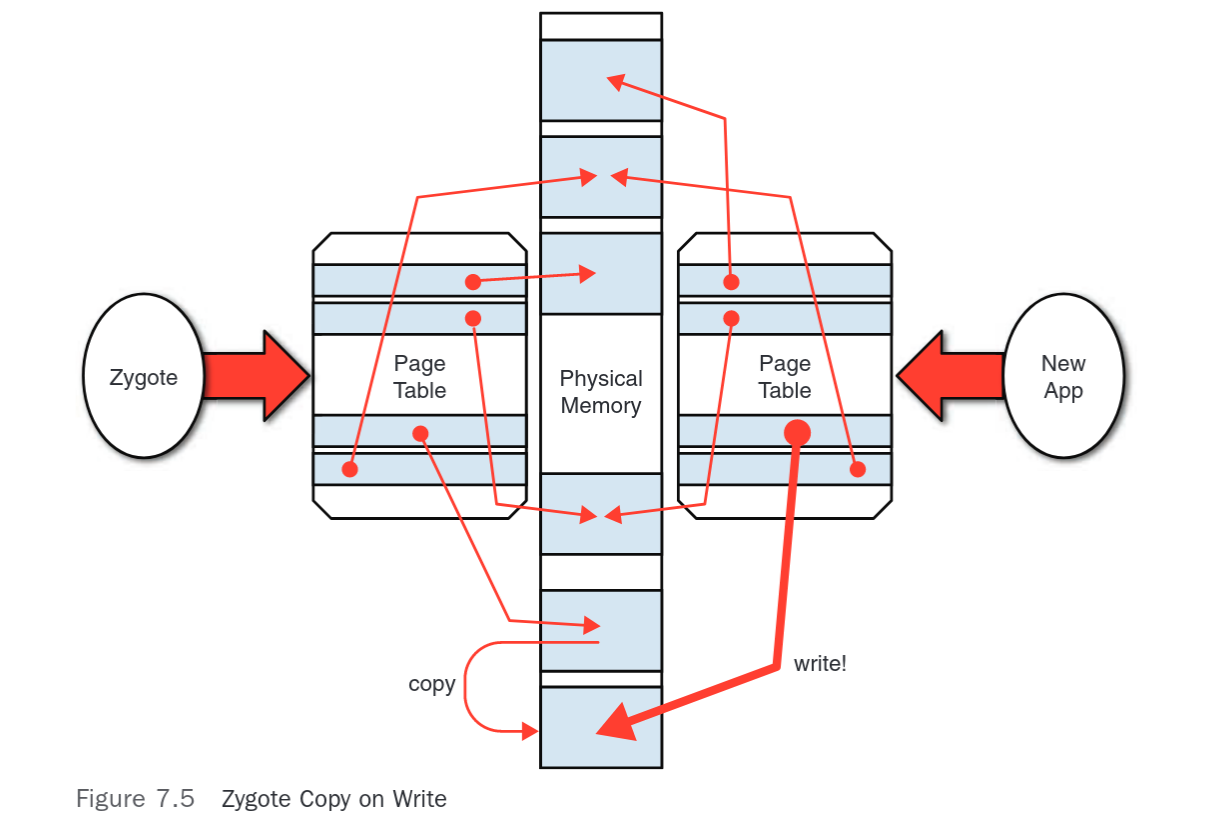 Zygote
Page
Table
Physical
Memory
Page
Table
New
App
copy
write!
Figure 7.5 Zygote Copy on Write